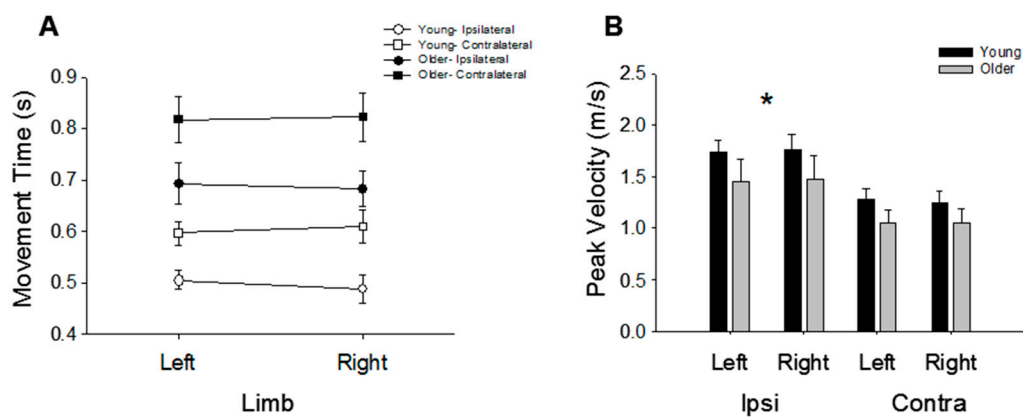 A
Young- Ipsilateral
Young- Contralateral
Older- Ipsilateral
Older- Contralateral
Movement Time (s)
0.9
0.8
0.7
0.6
0.5
0.4
Left Right
Limb
B
Young
Older
Peak Velocity (m/s)
2.5
2.0
1.5
1.0
0.5
0.0
*
Left Right Left Right
Ipsi Contra